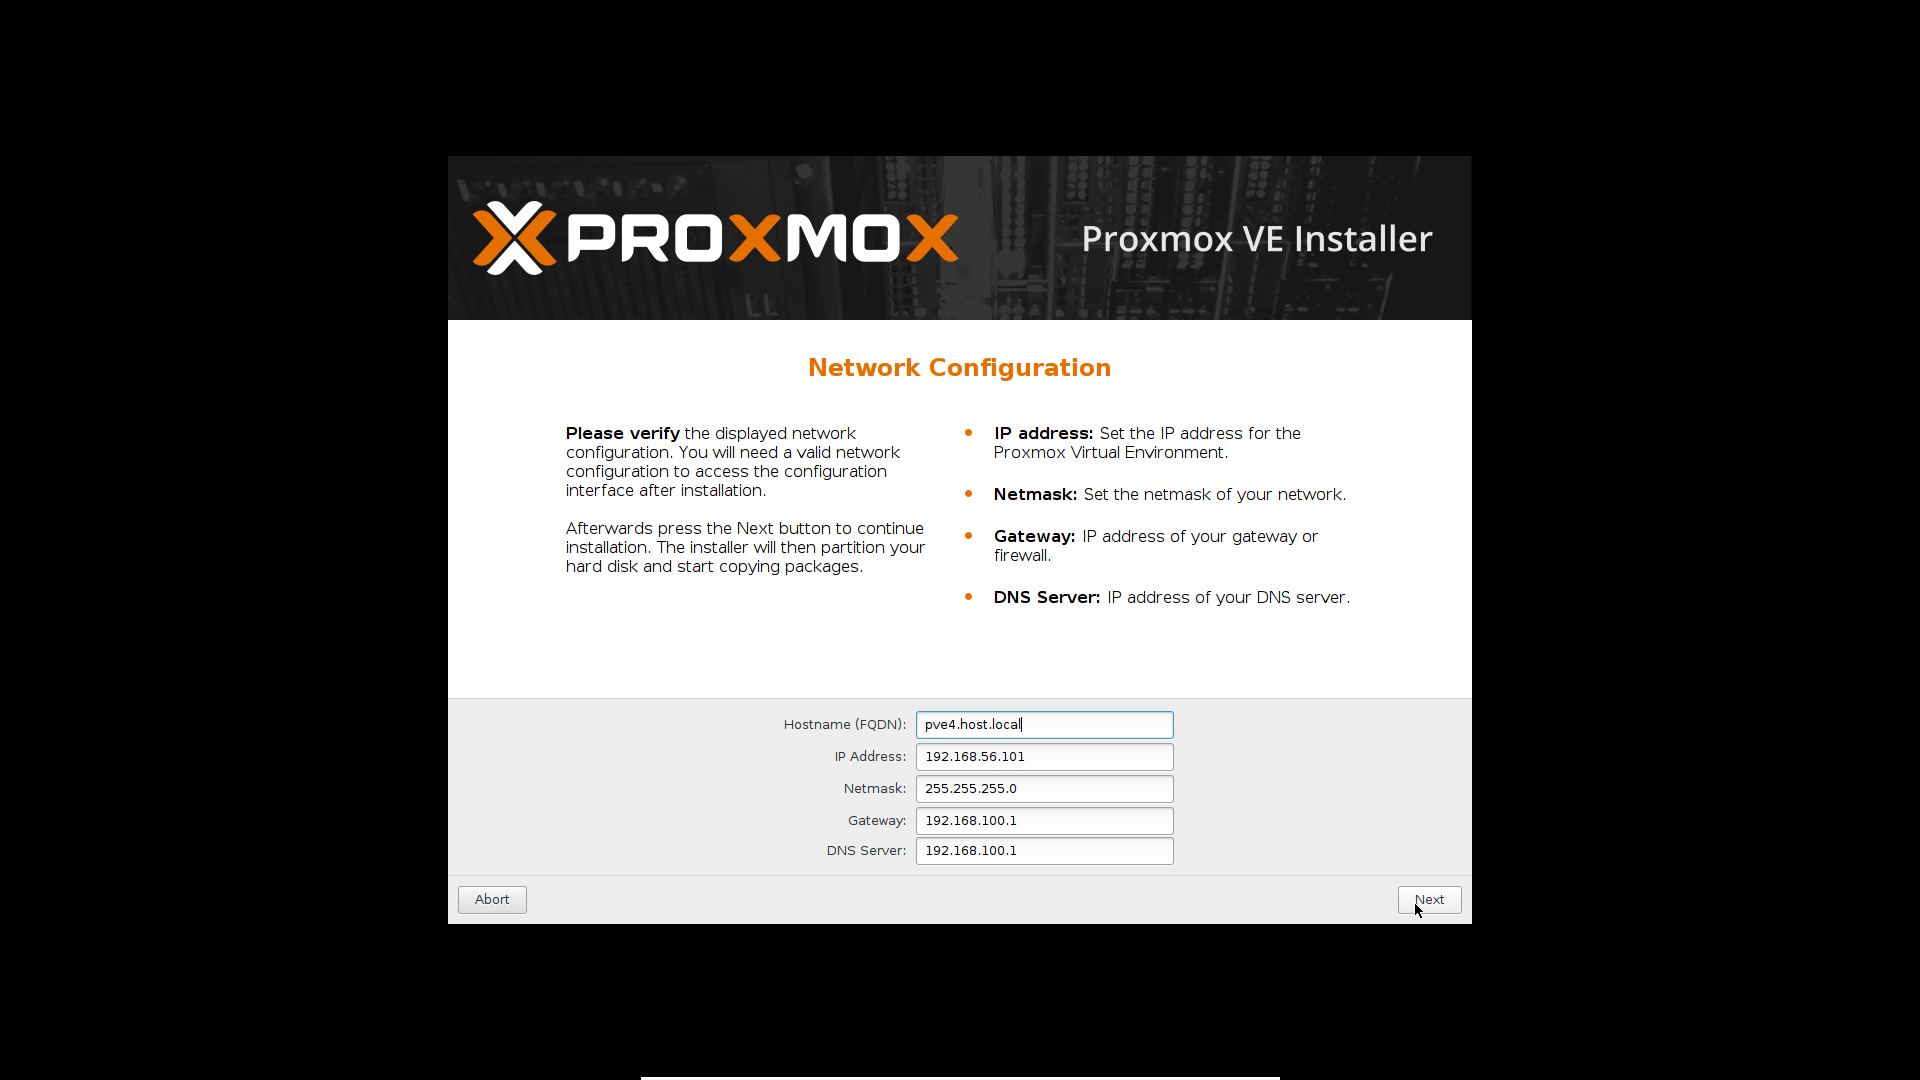 PROXMOX
Proxmox VE Installer
Network Configuration
Please verify the displayed network
configuration. You will need a valid network
configuration to access the configuration
interface after installation.
Afterwards press the Next button to continue
installation. The installer will then partition your
hard disk and start copying packages.
• IP address: Set the IP address for the
Proxmox Virtual Environment.
• Netmask: Set the netmask of your network.
• Gateway: IP address of your gateway or
firewall.
• DNS Server: IP address of your DNS server.
Hostname (FQDN): pve4.host.local
IP Address: 192.168.56.101
Netmask: 255.255.255.0
Gateway: 192.168.100.1
DNS Server: 192.168.100.1
Abort Next